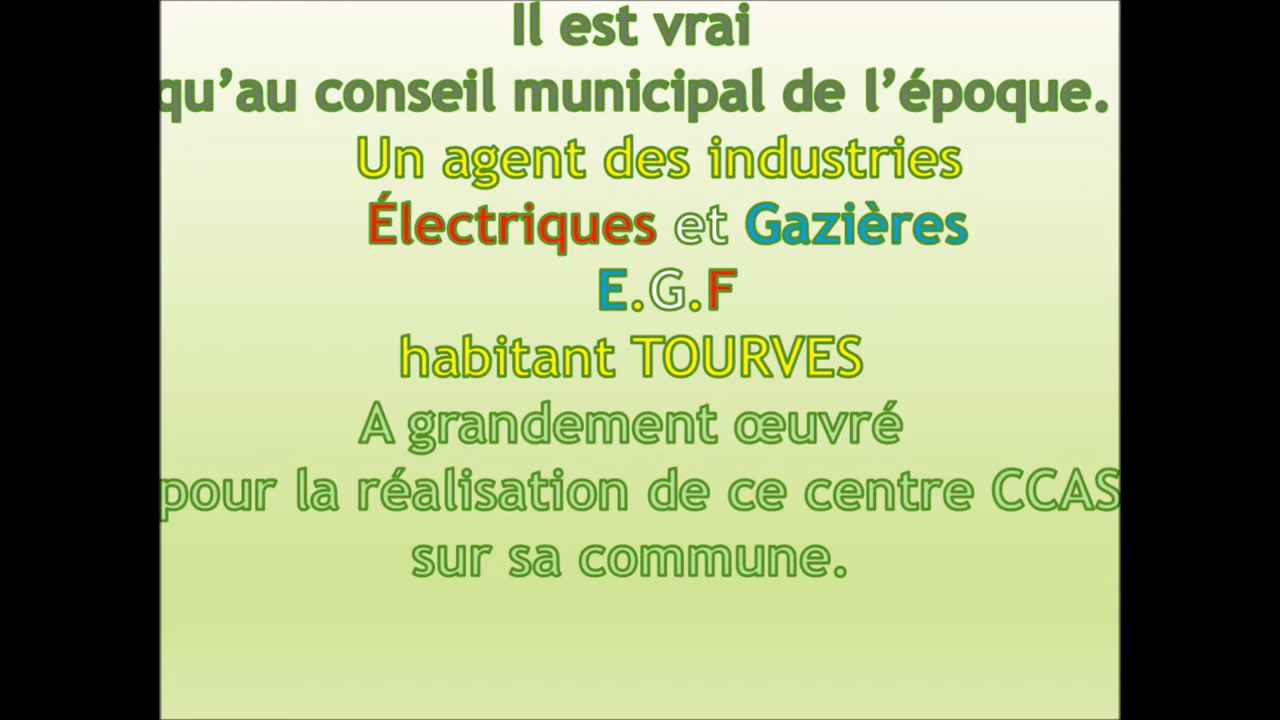 Il est vrai
qu’au conseil municipal de l’époque.
Un agent des industries
Électriques et Gazières
E.G.F
habitant TOURVES
A grandement œuvré
pour la réalisation de ce centre CCAS
sur sa commune.